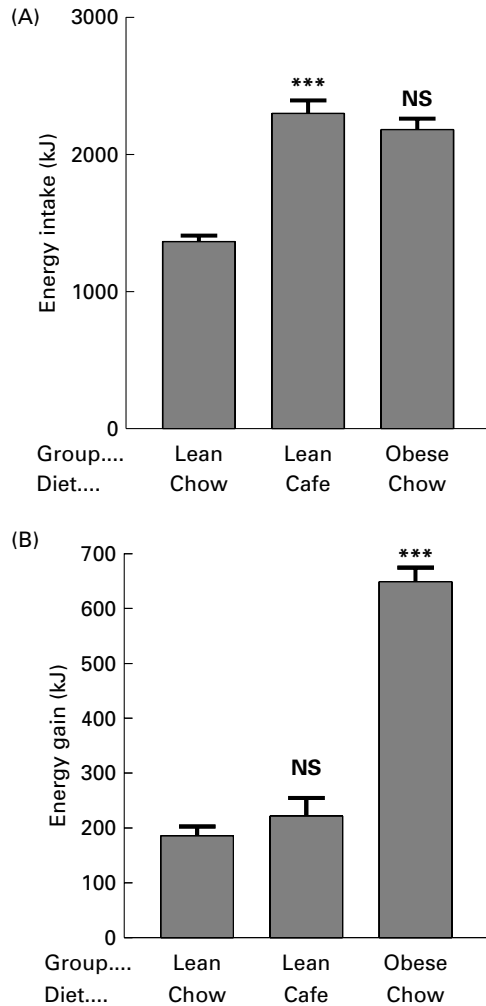 (A)
3000
2000
1000
0
Energy intake (kJ)
***
NS
Group.... Lean Lean Obese
Diet.... Chow Cafe Chow
(B)
700
600
500
400
300
200
100
0
Energy gain (kJ)
NS
***
Group.... Lean Lean Obese
Diet.... Chow Cafe Chow